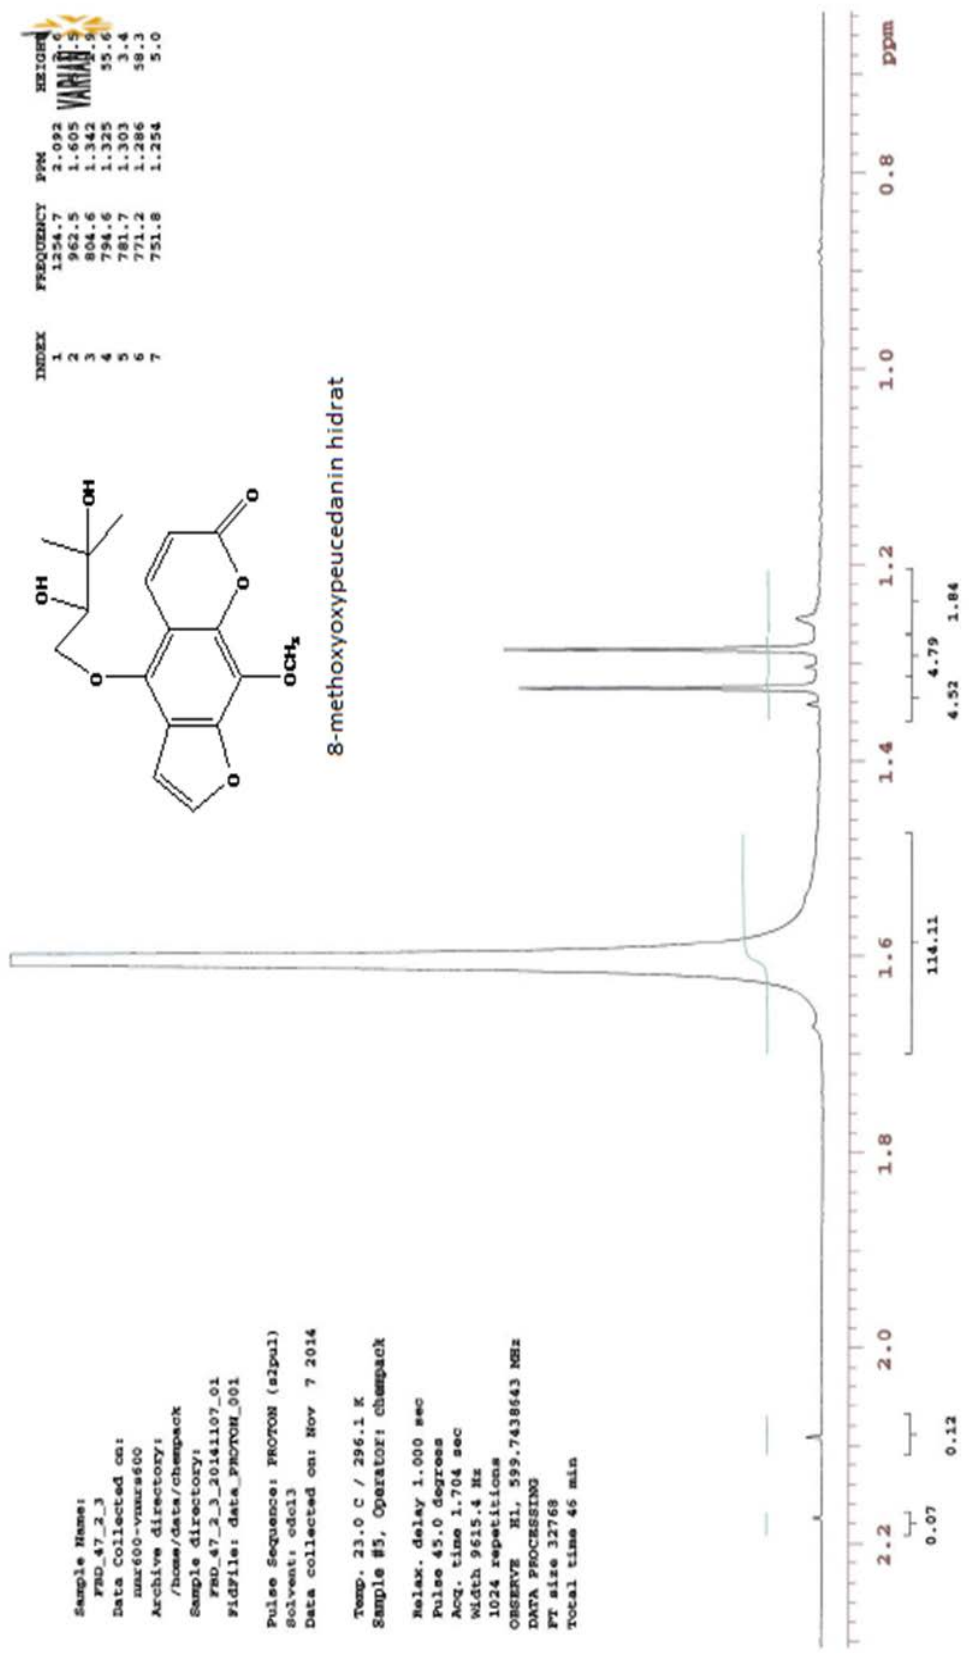 Sample Name:
FBD_47_2_3
Data Collected on:
nmr600-vnmrs600
Archive directory:
/home/data/chempack
Sample directory:
FBD_47_2_3_20141107_01
FidFile: data_PROTON_001
Pulse Sequence: PROTON (s2pul)
Solvent: cdcl3
Data collected on: Nov 7 2014
Temp. 23.0 C / 296.1 K
Sample #5, Operator: chempack
Relax. delay 1.000 sec
Pulse 45.0 degrees
Acq. time 1.704 sec
Width 9615.4 Hz
1024 repetitions
OBSERVE H1, 599.7438643 MHz
DATA PROCESSING
FT size 32768
Total time 46 min
INDEX FREQUENCY PPM HEIGHT
1 1254.7 2.092
2 962.5 1.605
3 804.6 1.342
4 794.6 1.325 55.6
5 781.7 1.303 3.4
6 771.2 1.286 58.3
7 751.8 1.254 5.0
VARIAN
OH
OH
O
O
O
O
OCH3
8-methoxyoxypeucedanin hidrat
2.2 2.0 1.8 1.6 1.4 1.2 1.0 0.8 ppm
0.07 0.12 114.11 4.52 4.79 1.84